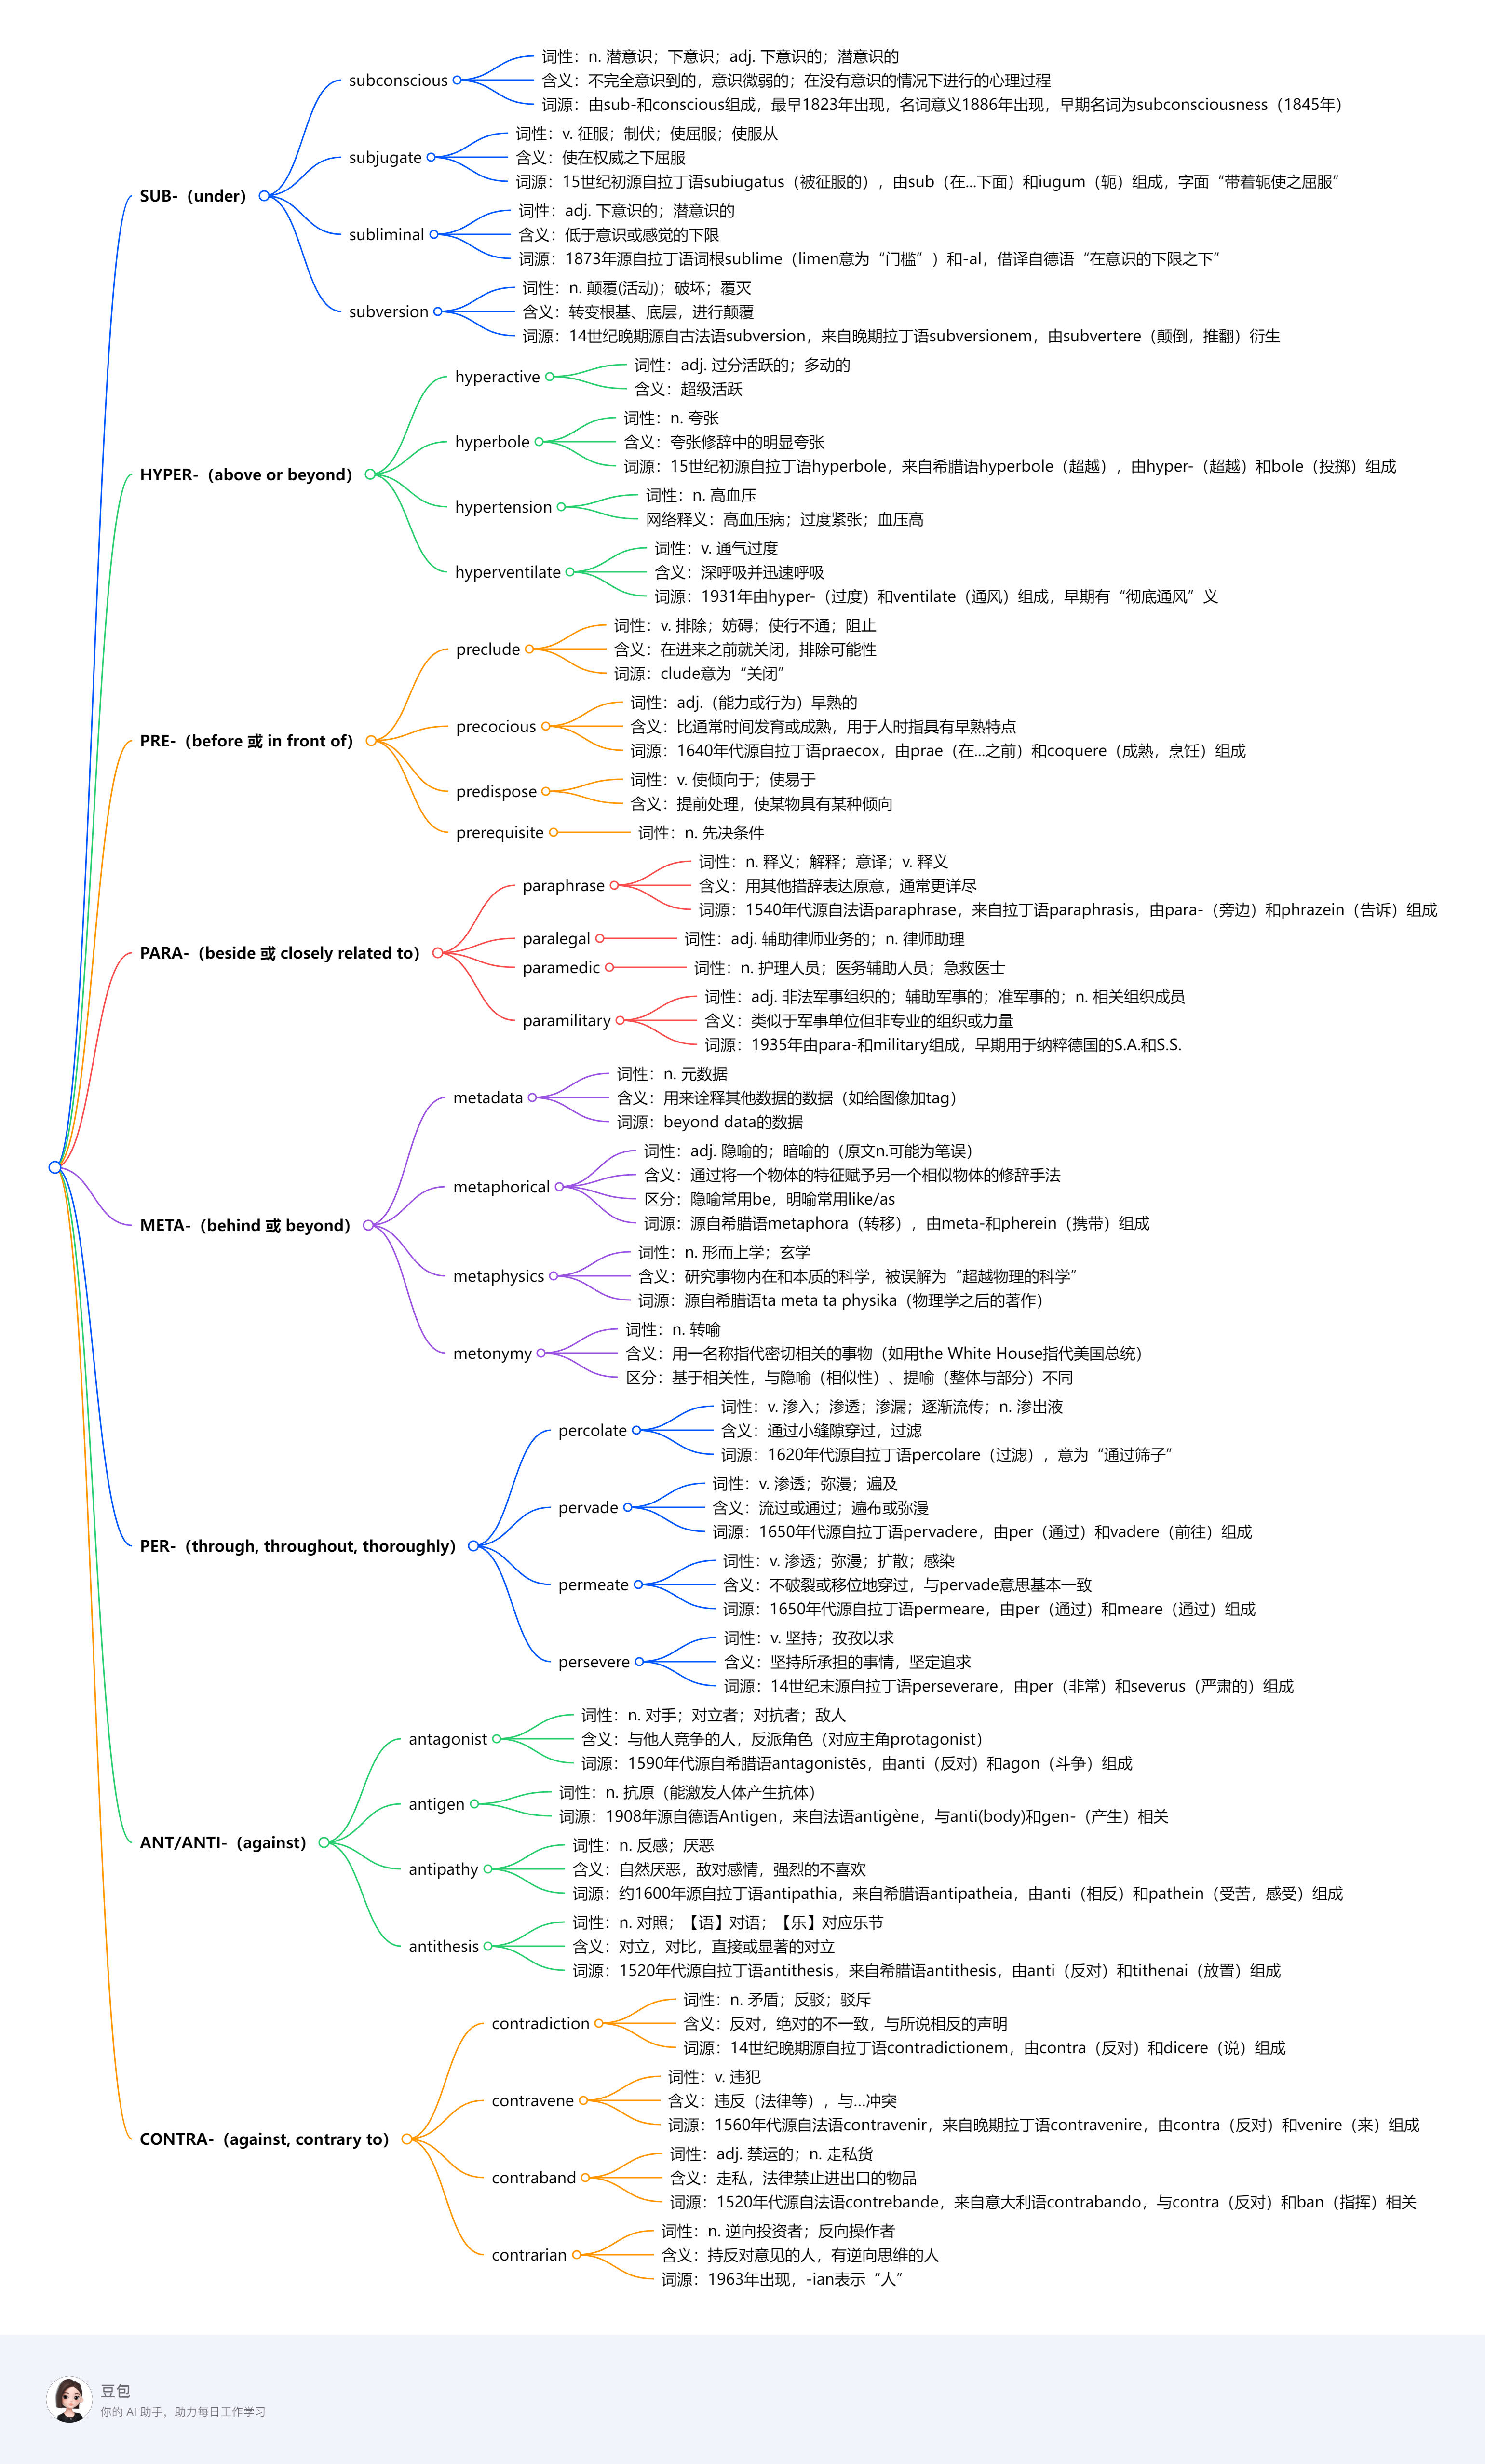 SUB-（under）
subconscious
词性：n. 潜意识；下意识；adj. 下意识的；潜意识的
含义：不完全意识到的，意识微弱的；在没有意识的情况下进行的心理过程
词源：由sub-和conscious组成，最早1823年出现，名词意义1886年出现，早期名词为subconsciousness（1845年）
subjugate
词性：v. 征服；制伏；使屈服；使服从
含义：使在权威之下屈服
词源：15世纪初源自拉丁语subiugatus（被征服的），由sub（在...下面）和iugum（轭）组成，字面“带着轭使之屈服”
subliminal
词性：adj. 下意识的；潜意识的
含义：低于意识或感觉的下限
词源：1873年源自拉丁语词根sublime（limen意为“门槛”）和-al，借译自德语“在意识的下限之下”
subversion
词性：n. 颠覆(活动)；破坏；覆灭
含义：转变根基、底层，进行颠覆
词源：14世纪晚期源自古法语subversion，来自晚期拉丁语subversionem，由subvertere（颠倒，推翻）衍生
HYPER-（above or beyond）
hyperactive
词性：adj. 过分活跃的；多动的
含义：超级活跃
hyperbole
词性：n. 夸张
含义：夸张修辞中的明显夸张
词源：15世纪初源自拉丁语hyperbole，来自希腊语hyperbole（超越），由hyper-（超越）和bole（投掷）组成
hypertension
词性：n. 高血压
网络释义：高血压病；过度紧张；血压高
hyperventilate
词性：v. 通气过度
含义：深呼吸并迅速呼吸
词源：1931年由hyper-（过度）和ventilate（通风）组成，早期有“彻底通风”义
PRE-（before 或 in front of）
preclude
词性：v. 排除；妨碍；使行不通；阻止
含义：在进来之前就关闭，排除可能性
词源：clude意为“关闭”
precocious
词性：adj.（能力或行为）早熟的
含义：比通常时间发育或成熟，用于人时指具有早熟特点
词源：1640年代源自拉丁语praecox，由prae（在...之前）和coquere（成熟，烹饪）组成
predispose
词性：v. 使倾向于；使易于
含义：提前处理，使某物具有某种倾向
prerequisite
词性：n. 先决条件
PARA-（beside 或 closely related to）
paraphrase
词性：n. 释义；解释；意译；v. 释义
含义：用其他措辞表达原意，通常更详尽
词源：1540年代源自法语paraphrase，来自拉丁语paraphrasis，由para-（旁边）和phrazein（告诉）组成
paralegal
词性：adj. 辅助律师业务的；n. 律师助理
paramedic
词性：n. 护理人员；医务辅助人员；急救医士
paramilitary
词性：adj. 非法军事组织的；辅助军事的；准军事的；n. 相关组织成员
含义：类似于军事单位但非专业的组织或力量
词源：1935年由para-和military组成，早期用于纳粹德国的S.A.和S.S.
META-（behind 或 beyond）
metadata
词性：n. 元数据
含义：用来诠释其他数据的数据（如给图像加tag）
词源：beyond data的数据
metaphorical
词性：adj. 隐喻的；暗喻的（原文n.可能为笔误）
含义：通过将一个物体的特征赋予另一个相似物体的修辞手法
区分：隐喻常用be，明喻常用like/as
词源：源自希腊语metaphora（转移），由meta-和pherein（携带）组成
metaphysics
词性：n. 形而上学；玄学
含义：研究事物内在和本质的科学，被误解为“超越物理的科学”
词源：源自希腊语ta meta ta physika（物理学之后的著作）
metonymy
词性：n. 转喻
含义：用一名称指代密切相关的事物（如用the White House指代美国总统）
区分：基于相关性，与隐喻（相似性）、提喻（整体与部分）不同
PER-（through, throughout, thoroughly）
percolate
词性：v. 渗入；渗透；渗漏；逐渐流传；n. 渗出液
含义：通过小缝隙穿过，过滤
词源：1620年代源自拉丁语percolare（过滤），意为“通过筛子”
pervade
词性：v. 渗透；弥漫；遍及
含义：流过或通过；遍布或弥漫
词源：1650年代源自拉丁语pervadere，由per（通过）和vadere（前往）组成
permeate
词性：v. 渗透；弥漫；扩散；感染
含义：不破裂或移位地穿过，与pervade意思基本一致
词源：1650年代源自拉丁语permeare，由per（通过）和meare（通过）组成
persevere
词性：v. 坚持；孜孜以求
含义：坚持所承担的事情，坚定追求
词源：14世纪末源自拉丁语perseverare，由per（非常）和severus（严肃的）组成
ANT/ANTI-（against）
antagonist
词性：n. 对手；对立者；对抗者；敌人
含义：与他人竞争的人，反派角色（对应主角protagonist）
词源：1590年代源自希腊语antagonistēs，由anti（反对）和agon（斗争）组成
antigen
词性：n. 抗原（能激发人体产生抗体）
词源：1908年源自德语Antigen，来自法语antigène，与anti(body)和gen-（产生）相关
antipathy
词性：n. 反感；厌恶
含义：自然厌恶，敌对感情，强烈的不喜欢
词源：约1600年源自拉丁语antipathia，来自希腊语antipatheia，由anti（相反）和pathein（受苦，感受）组成
antithesis
词性：n. 对照；【语】对语；【乐】对应乐节
含义：对立，对比，直接或显著的对立
词源：1520年代源自拉丁语antithesis，来自希腊语antithesis，由anti（反对）和tithenai（放置）组成
CONTRA-（against, contrary to）
contradiction
词性：n. 矛盾；反驳；驳斥
含义：反对，绝对的不一致，与所说相反的声明
词源：14世纪晚期源自拉丁语contradictionem，由contra（反对）和dicere（说）组成
contravene
词性：v. 违犯
含义：违反（法律等），与...冲突
词源：1560年代源自法语contravenir，来自晚期拉丁语contravenire，由contra（反对）和venire（来）组成
contraband
词性：adj. 禁运的；n. 走私货
含义：走私，法律禁止进出口的物品
词源：1520年代源自法语contrebande，来自意大利语contrabando，与contra（反对）和ban（指挥）相关
contrarian
词性：n. 逆向投资者；反向操作者
含义：持反对意见的人，有逆向思维的人
词源：1963年出现，-ian表示“人”
豆包
你的 AI 助手，助力每日工作学习